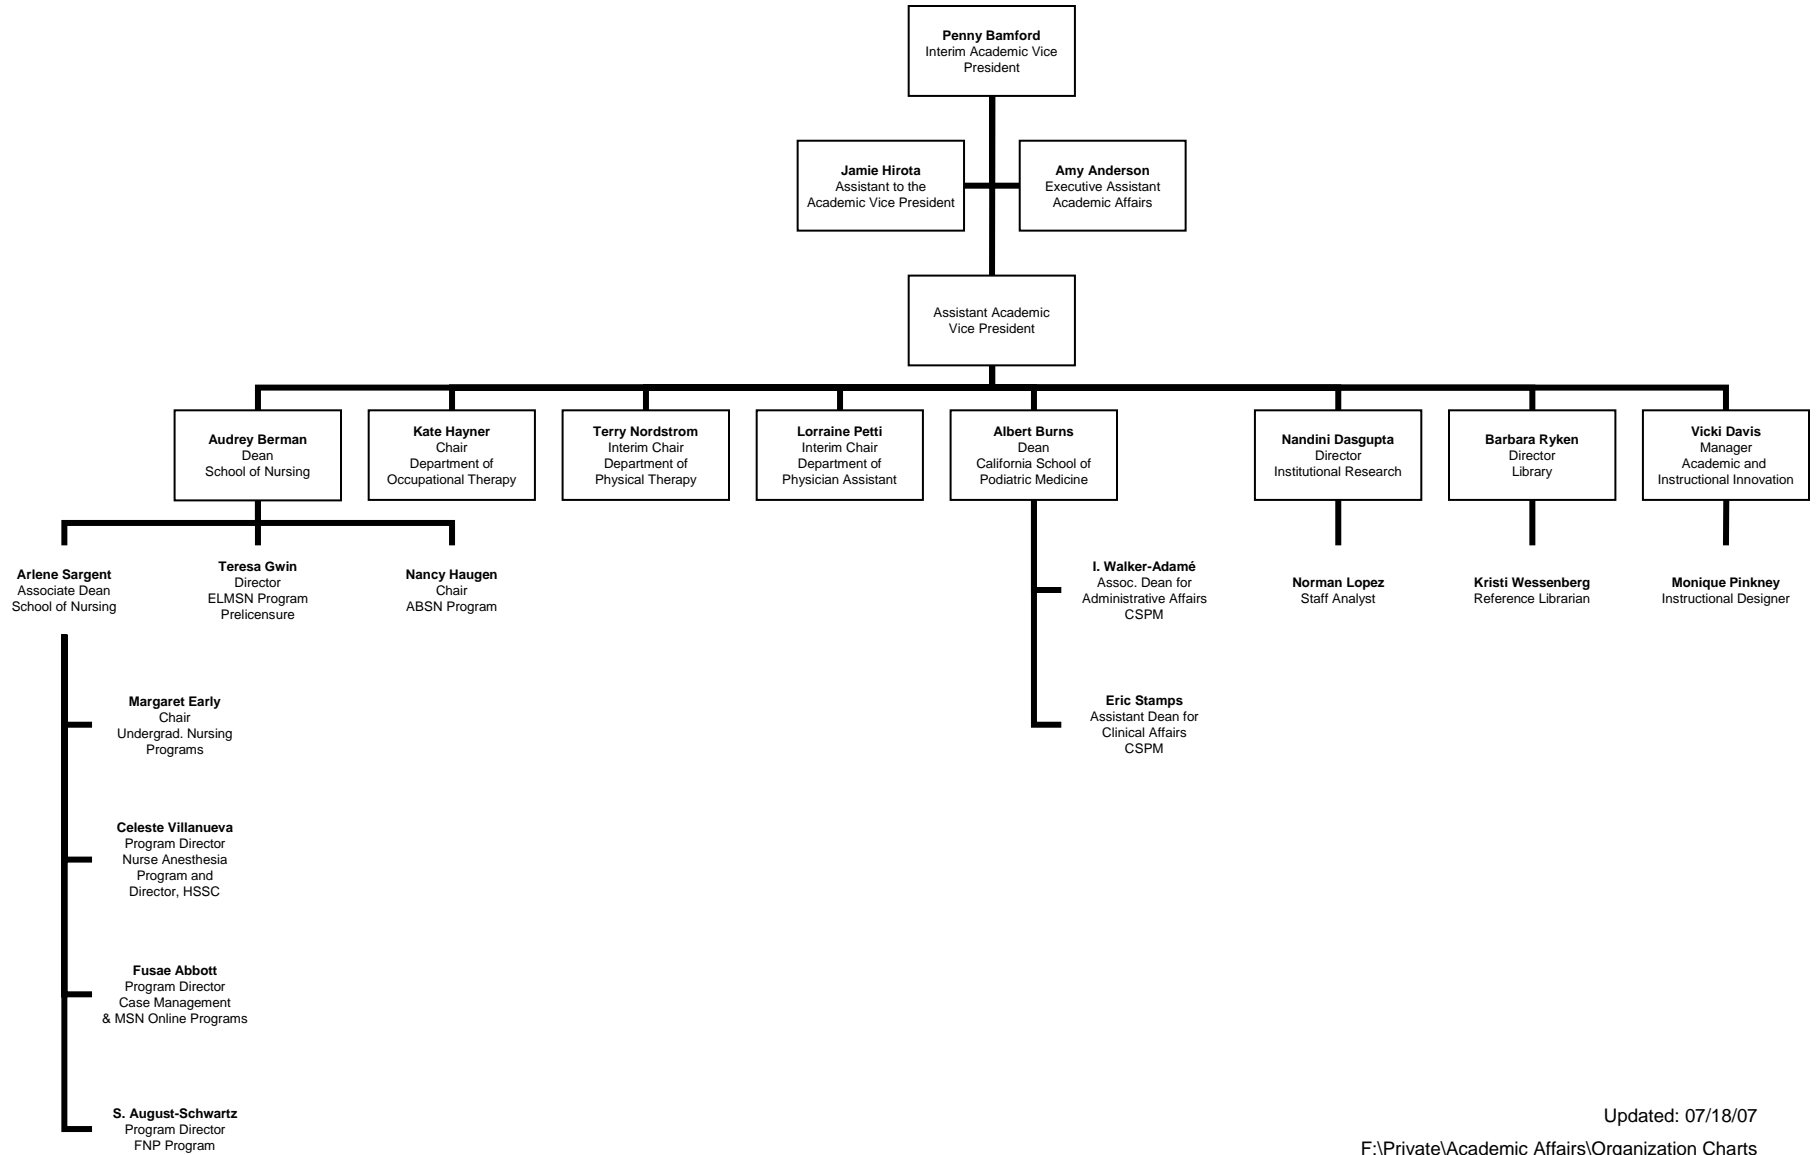 Penny Bamford
Interim Academic Vice
President
Jamie Hirota
Assistant to the
Academic Vice President
Amy Anderson
Executive Assistant
Academic Affairs
Assistant Academic
Vice President
Audrey Berman
Dean
School of Nursing
Kate Hayner
Chair
Department of
Occupational Therapy
Terry Nordstrom
Interim Chair
Department of
Physical Therapy
Lorraine Petti
Interim Chair
Department of
Physician Assistant
Albert Burns
Dean
California School of
Podiatric Medicine
Nandini Dasgupta
Director
Institutional Research
Barbara Ryken
Director
Library
Vicki Davis
Manager
Academic and
Instructional Innovation
Arlene Sargent
Associate Dean
School of Nursing
Teresa Gwin
Director
ELMSN Program
Prelicensure
Nancy Haugen
Chair
ABSN Program
I. Walker-Adamé
Assoc. Dean for
Administrative Affairs
CSPM
Norman Lopez
Staff Analyst
Kristi Wessenberg
Reference Librarian
Monique Pinkney
Instructional Designer
Margaret Early
Chair
Undergrad. Nursing
Programs
Eric Stamps
Assistant Dean for
Clinical Affairs
CSPM
Celeste Villanueva
Program Director
Nurse Anesthesia
Program and
Director, HSSC
Fusae Abbott
Program Director
Case Management
& MSN Online Programs
S. August-Schwartz
Program Director
FNP Program
Updated: 07/18/07
F:\Private\Academic Affairs\Organization Charts